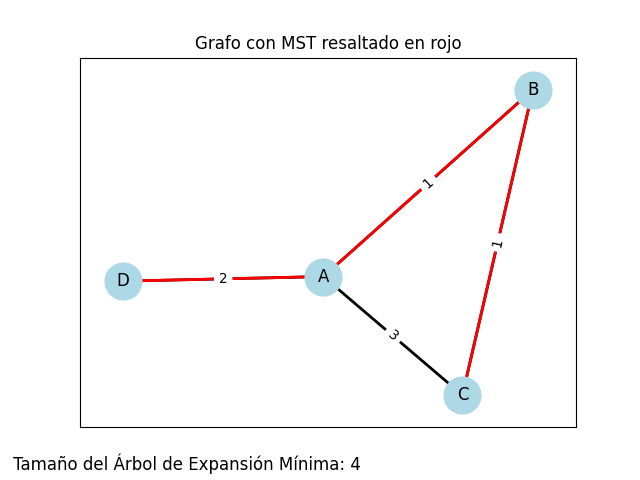 Grafo con MST resaltado en rojo
B
1
1
D
2
A
3
C
Tamaño del Árbol de Expansión Mínima: 4